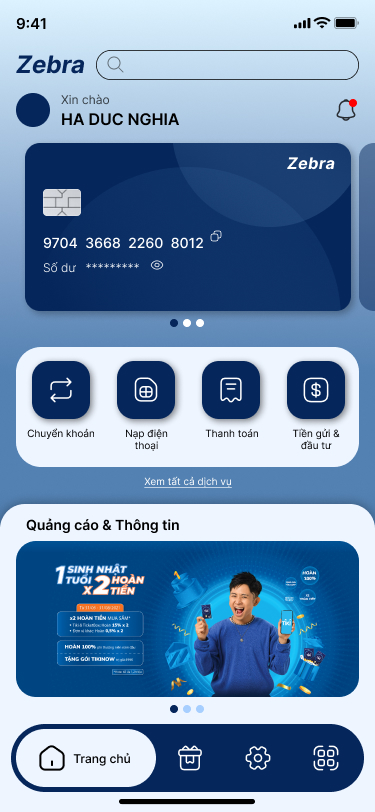 9:41
Zebra
Xin chào
HA DUC NGHIA
Zebra
9704 3668 2260 8012
Số dư *********
Chuyển khoản
Nạp điện
thoại
Thanh toán
Tiền gửi &
đầu tư
Xem tất cả dịch vụ
Quảng cáo & Thông tin
1 SINH NHẬT
TUỔI X2 HOÀN
TIỀN
x2 HOÀN TIỀN MUA SẮM*
HOÀN 100%
TẶNG GÓI TIKINOW
HOÀN
100%
Trang chủ